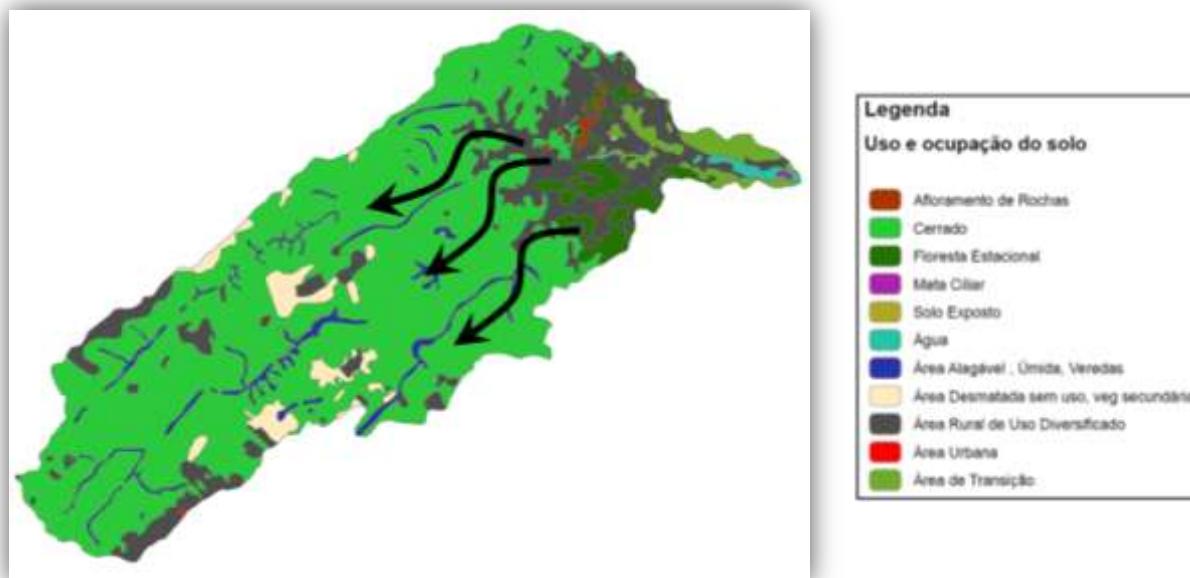 Legenda
Uso e ocupação do solo
Afloramento de Rochas
Cerrado
Floresta Estacional
Mata Ciliar
Solo Exposto
Água
Área Alagável , Úmida, Veredas
Área Desmatada sem uso, veg secundária
Área Rural de Uso Diversificado
Área Urbana
Área de Transição